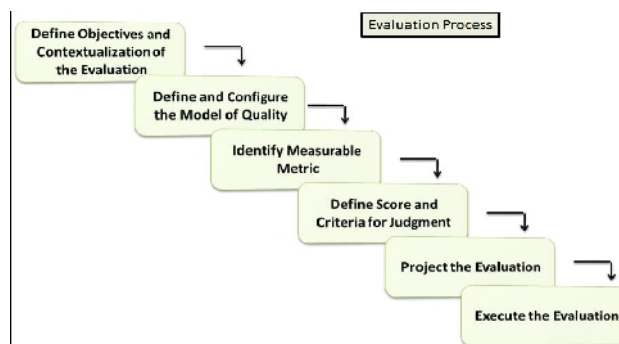 Evaluation Process
Define Objectives and
Contextualization of
the Evaluation
Define and Configure
the Model of Quality
Identify Measurable
Metric
Define Score and
Criteria for Judgment
Project the Evaluation
Execute the Evaluation